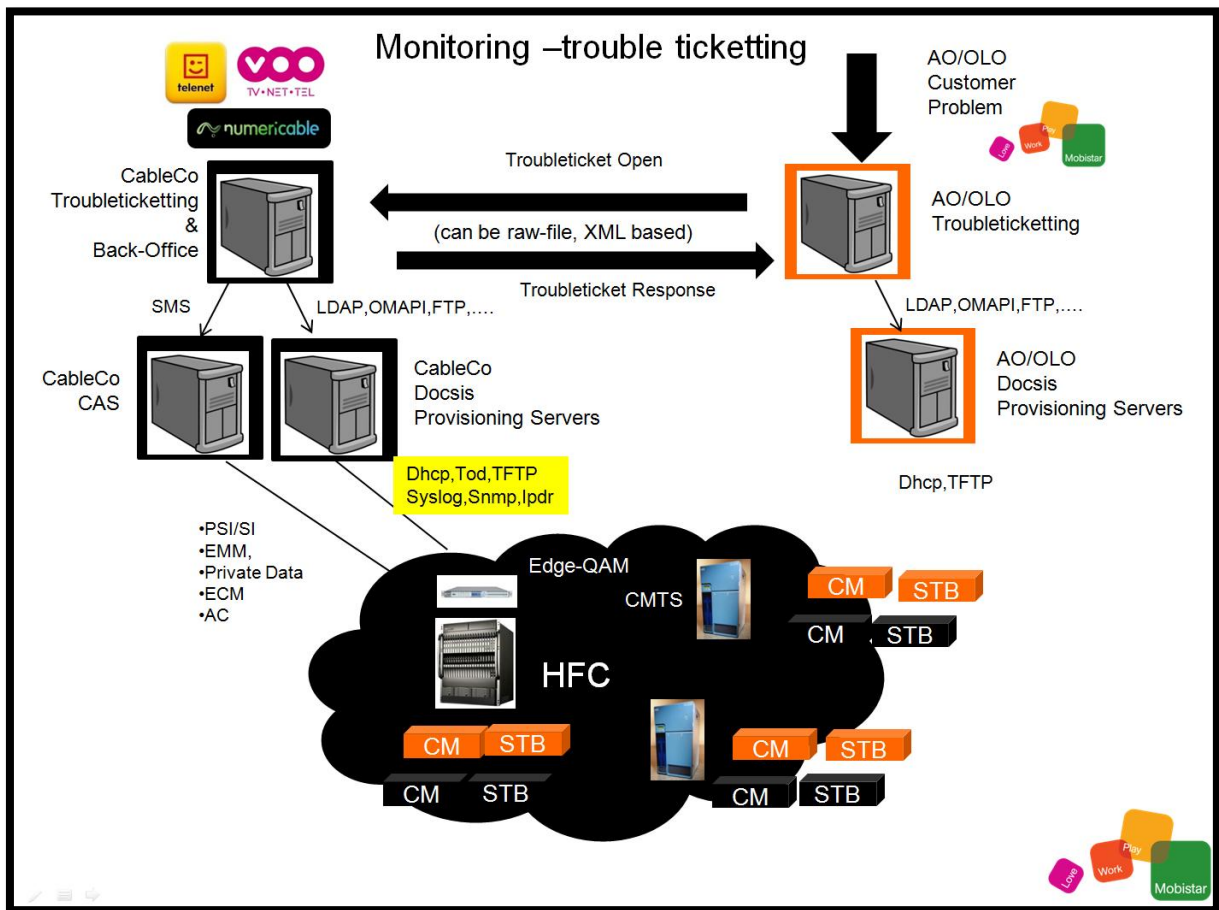 Monitoring –trouble ticketting
telenet
VOO
TV•NET•TEL
numericable
AO/OLO
Customer
Problem
Love
Work
Play
Mobistar
CableCo
Troubleticketting
&
Back-Office
Troubleticket Open
(can be raw-file, XML based)
Troubleticket Response
AO/OLO
Troubleticketting
SMS
LDAP,OMAPI,FTP,....
LDAP,OMAPI,FTP,....
CableCo
CAS
CableCo
Docsis
Provisioning Servers
AO/OLO
Docsis
Provisioning Servers
Dhcp,Tod,TFTP
Syslog,Snmp,Ipdr
Dhcp,TFTP
•PSI/SI
•EMM,
•Private Data
•ECM
•AC
Edge-QAM
CMTS
CM STB
CM STB
HFC
CM STB
CM STB
CM STB
CM STB
Love
Work
Play
Mobistar